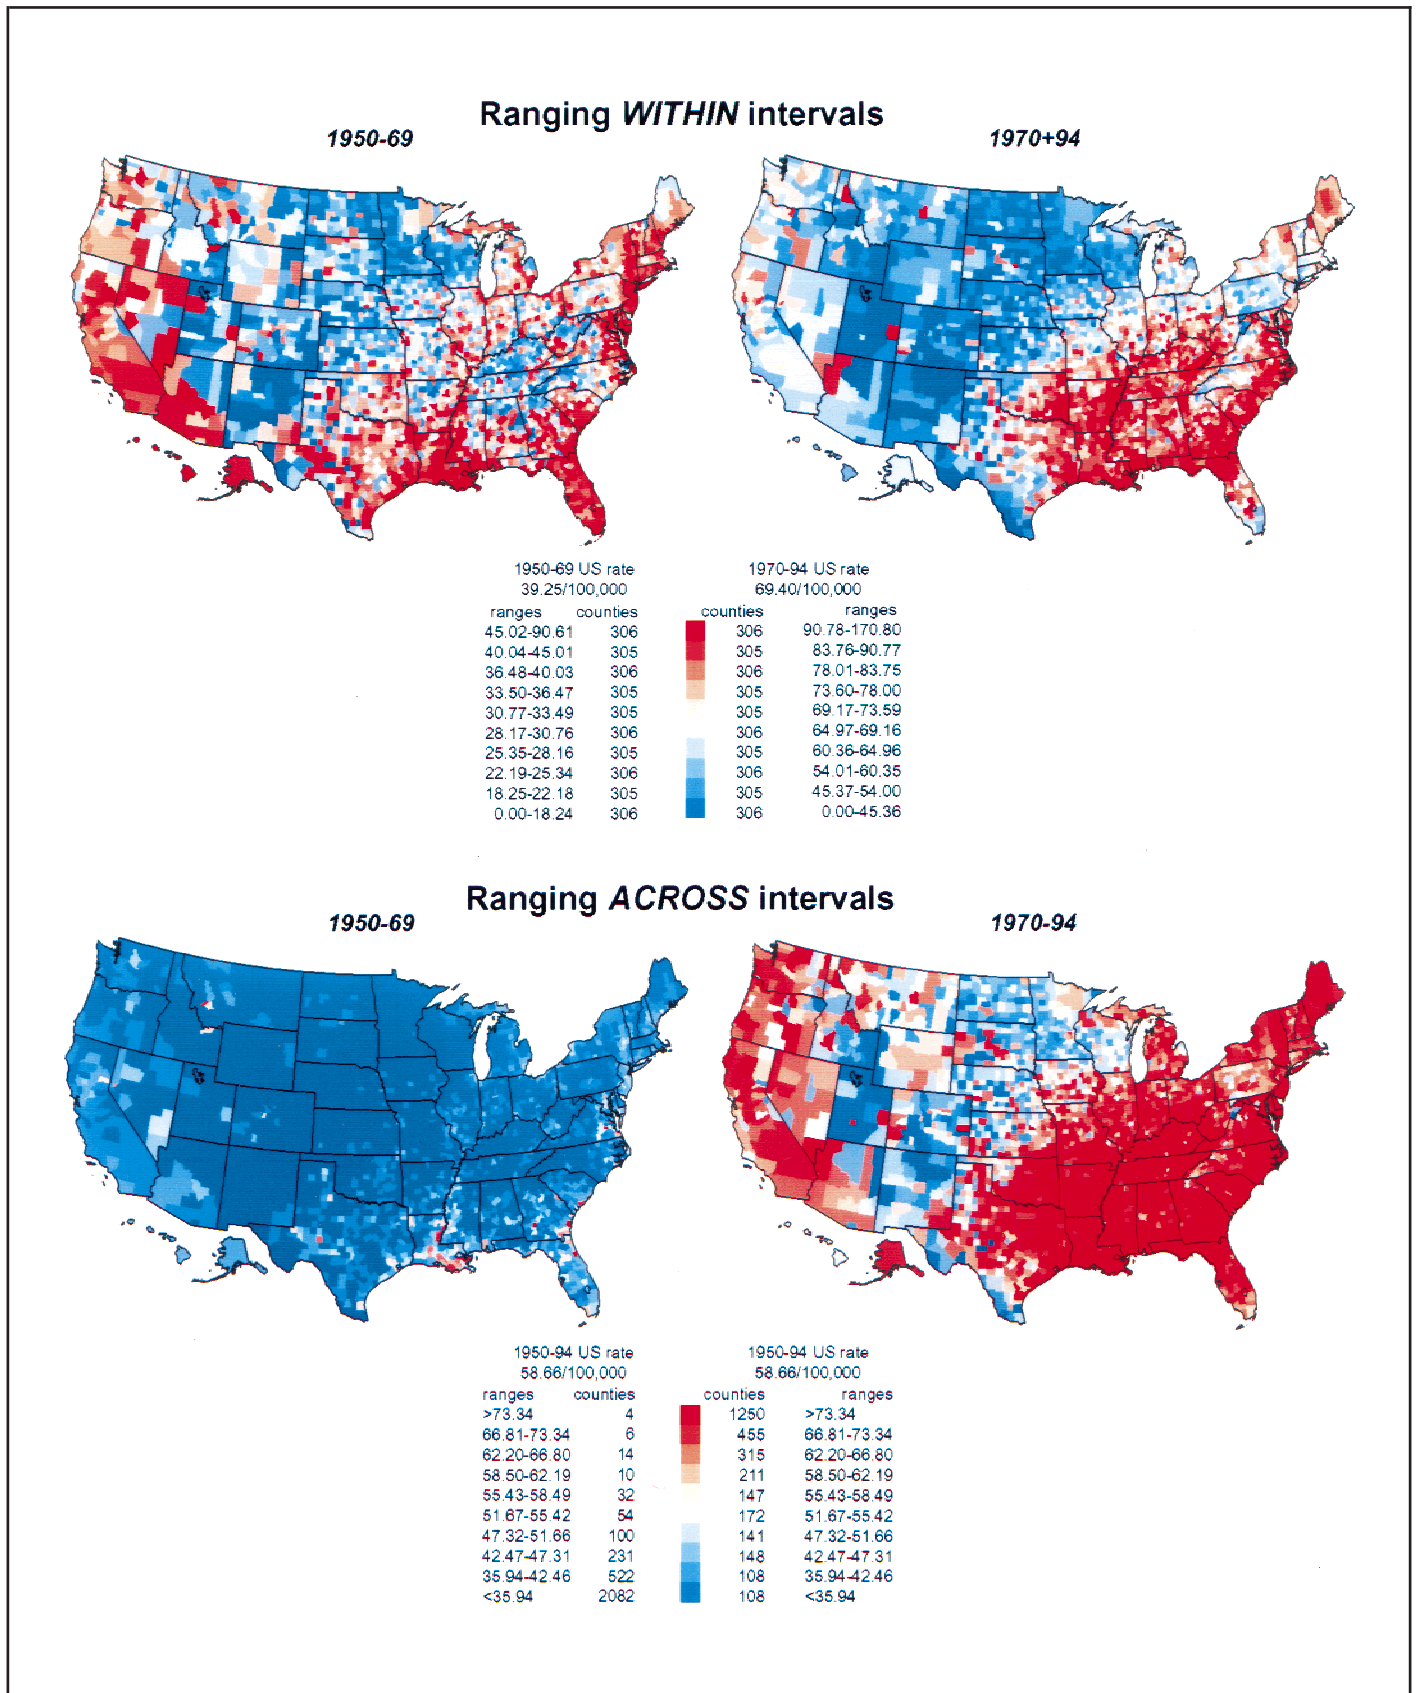 Ranging WITHIN intervals
1950-69 1970+94
1950-69 US rate 1970-94 US rate
39.25/100,000 69.40/100,000
ranges counties counties ranges
45.02-90.61 306 306 90.78-170.80
40.04-45.01 305 305 83.76-90.77
36.48-40.03 306 306 78.01-83.75
33.50-36.47 305 305 73.60-78.00
30.77-33.49 305 305 69.17-73.59
28.17-30.76 306 306 64.97-69.16
25.35-28.16 305 305 60.36-64.96
22.19-25.34 306 306 54.01-60.35
18.25-22.18 305 305 45.37-54.00
0.00-18.24 306 306 0.00-45.36
Ranging ACROSS intervals
1950-69 1970-94
1950-94 US rate 1950-94 US rate
58.66/100,000 58.66/100,000
ranges counties counties ranges
>73.34 4 1250 >73.34
66.81-73.34 6 455 66.81-73.34
62.20-66.80 14 315 62.20-66.80
58.50-62.19 10 211 58.50-62.19
55.43-58.49 32 147 55.43-58.49
51.67-55.42 54 172 51.67-55.42
47.32-51.66 100 141 47.32-51.66
42.47-47.31 231 148 42.47-47.31
35.94-42.46 522 108 35.94-42.46
<35.94 2082 108 <35.94